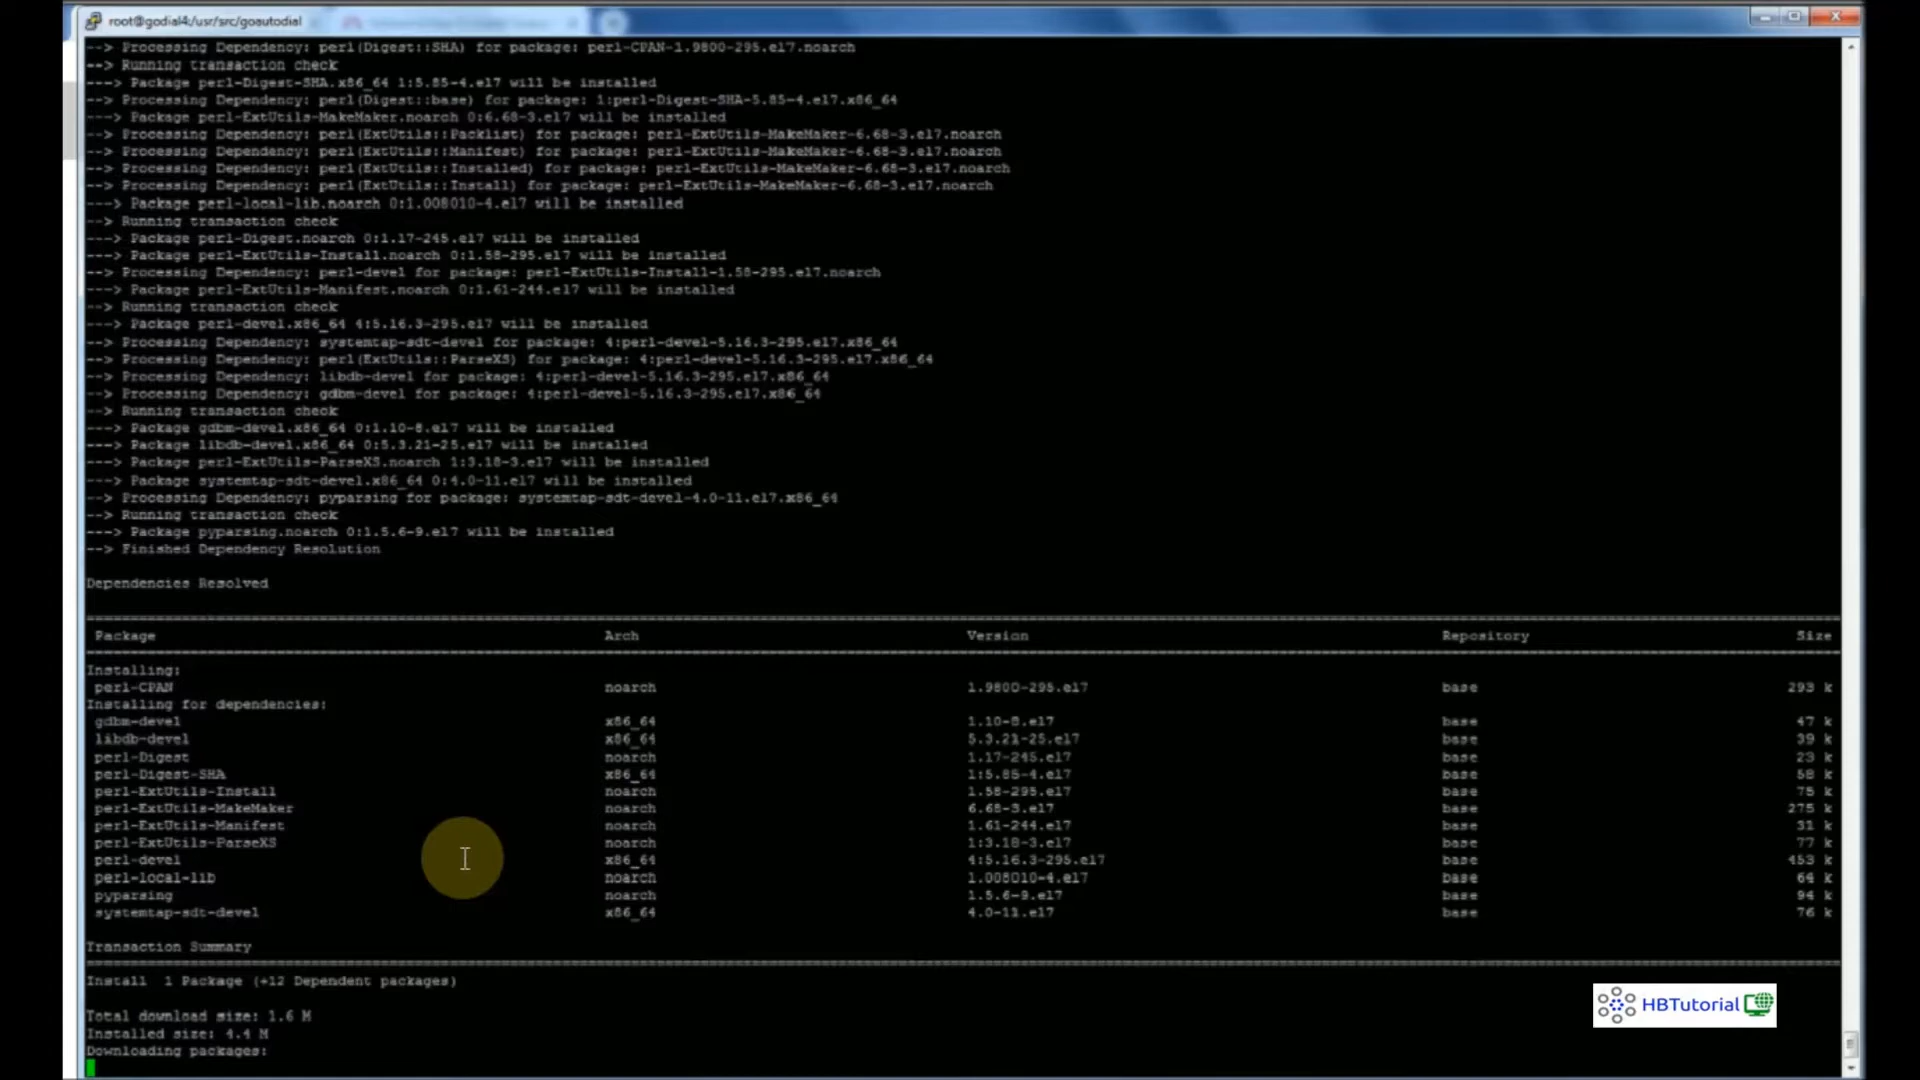 root@godial4:/usr/src/goautodial
--> Processing Dependency: perl(Digest::SHA) for package: perl-CPAN-1.9800-295.el7.noarch
--> Running transaction check
---> Package perl-Digest-SHA.x86_64 1:5.85-4.el7 will be installed
--> Processing Dependency: perl(Digest::base) for package: 1:perl-Digest-SHA-5.85-4.el7.x86_64
---> Package perl-ExtUtils-MakeMaker.noarch 0:6.68-3.el7 will be installed
--> Processing Dependency: perl(ExtUtils::Packlist) for package: perl-ExtUtils-MakeMaker-6.68-3.el7.noarch
--> Processing Dependency: perl(ExtUtils::Manifest) for package: perl-ExtUtils-MakeMaker-6.68-3.el7.noarch
--> Processing Dependency: perl(ExtUtils::Installed) for package: perl-ExtUtils-MakeMaker-6.68-3.el7.noarch
--> Processing Dependency: perl(ExtUtils::Install) for package: perl-ExtUtils-MakeMaker-6.68-3.el7.noarch
---> Package perl-local-lib.noarch 0:1.008010-4.el7 will be installed
--> Running transaction check
---> Package perl-Digest.noarch 0:1.17-245.el7 will be installed
---> Package perl-ExtUtils-Install.noarch 0:1.58-295.el7 will be installed
--> Processing Dependency: perl-devel for package: perl-ExtUtils-Install-1.58-295.el7.noarch
---> Package perl-ExtUtils-Manifest.noarch 0:1.61-244.el7 will be installed
--> Running transaction check
---> Package perl-devel.x86_64 4:5.16.3-295.el7 will be installed
--> Processing Dependency: systemtap-sdt-devel for package: 4:perl-devel-5.16.3-295.el7.x86_64
--> Processing Dependency: perl(ExtUtils::ParseXS) for package: 4:perl-devel-5.16.3-295.el7.x86_64
--> Processing Dependency: libdb-devel for package: 4:perl-devel-5.16.3-295.el7.x86_64
--> Processing Dependency: gdbm-devel for package: 4:perl-devel-5.16.3-295.el7.x86_64
--> Running transaction check
---> Package gdbm-devel.x86_64 0:1.10-8.el7 will be installed
---> Package libdb-devel.x86_64 0:5.3.21-25.el7 will be installed
---> Package perl-ExtUtils-ParseXS.noarch 1:3.18-3.el7 will be installed
---> Package systemtap-sdt-devel.x86_64 0:4.0-11.el7 will be installed
--> Processing Dependency: pyparsing for package: systemtap-sdt-devel-4.0-11.el7.x86_64
--> Running transaction check
---> Package pyparsing.noarch 0:1.5.6-9.el7 will be installed
--> Finished Dependency Resolution
Dependencies Resolved
Package Arch Version Repository Size
Installing:
perl-CPAN noarch 1.9800-295.el7 base 293 k
Installing for dependencies:
gdbm-devel x86_64 1.10-8.el7 base 47 k
libdb-devel x86_64 5.3.21-25.el7 base 39 k
perl-Digest noarch 1.17-245.el7 base 23 k
perl-Digest-SHA x86_64 1:5.85-4.el7 base 58 k
perl-ExtUtils-Install noarch 1.58-295.el7 base 75 k
perl-ExtUtils-MakeMaker noarch 6.68-3.el7 base 275 k
perl-ExtUtils-Manifest noarch 1.61-244.el7 base 31 k
perl-ExtUtils-ParseXS noarch 1:3.18-3.el7 base 77 k
perl-devel x86_64 4:5.16.3-295.el7 base 453 k
perl-local-lib noarch 1.008010-4.el7 base 64 k
pyparsing noarch 1.5.6-9.el7 base 94 k
systemtap-sdt-devel x86_64 4.0-11.el7 base 76 k
Transaction Summary
Install 1 Package (+12 Dependent packages)
Total download size: 1.6 M
Installed size: 4.4 M
Downloading packages:
HBTutorial